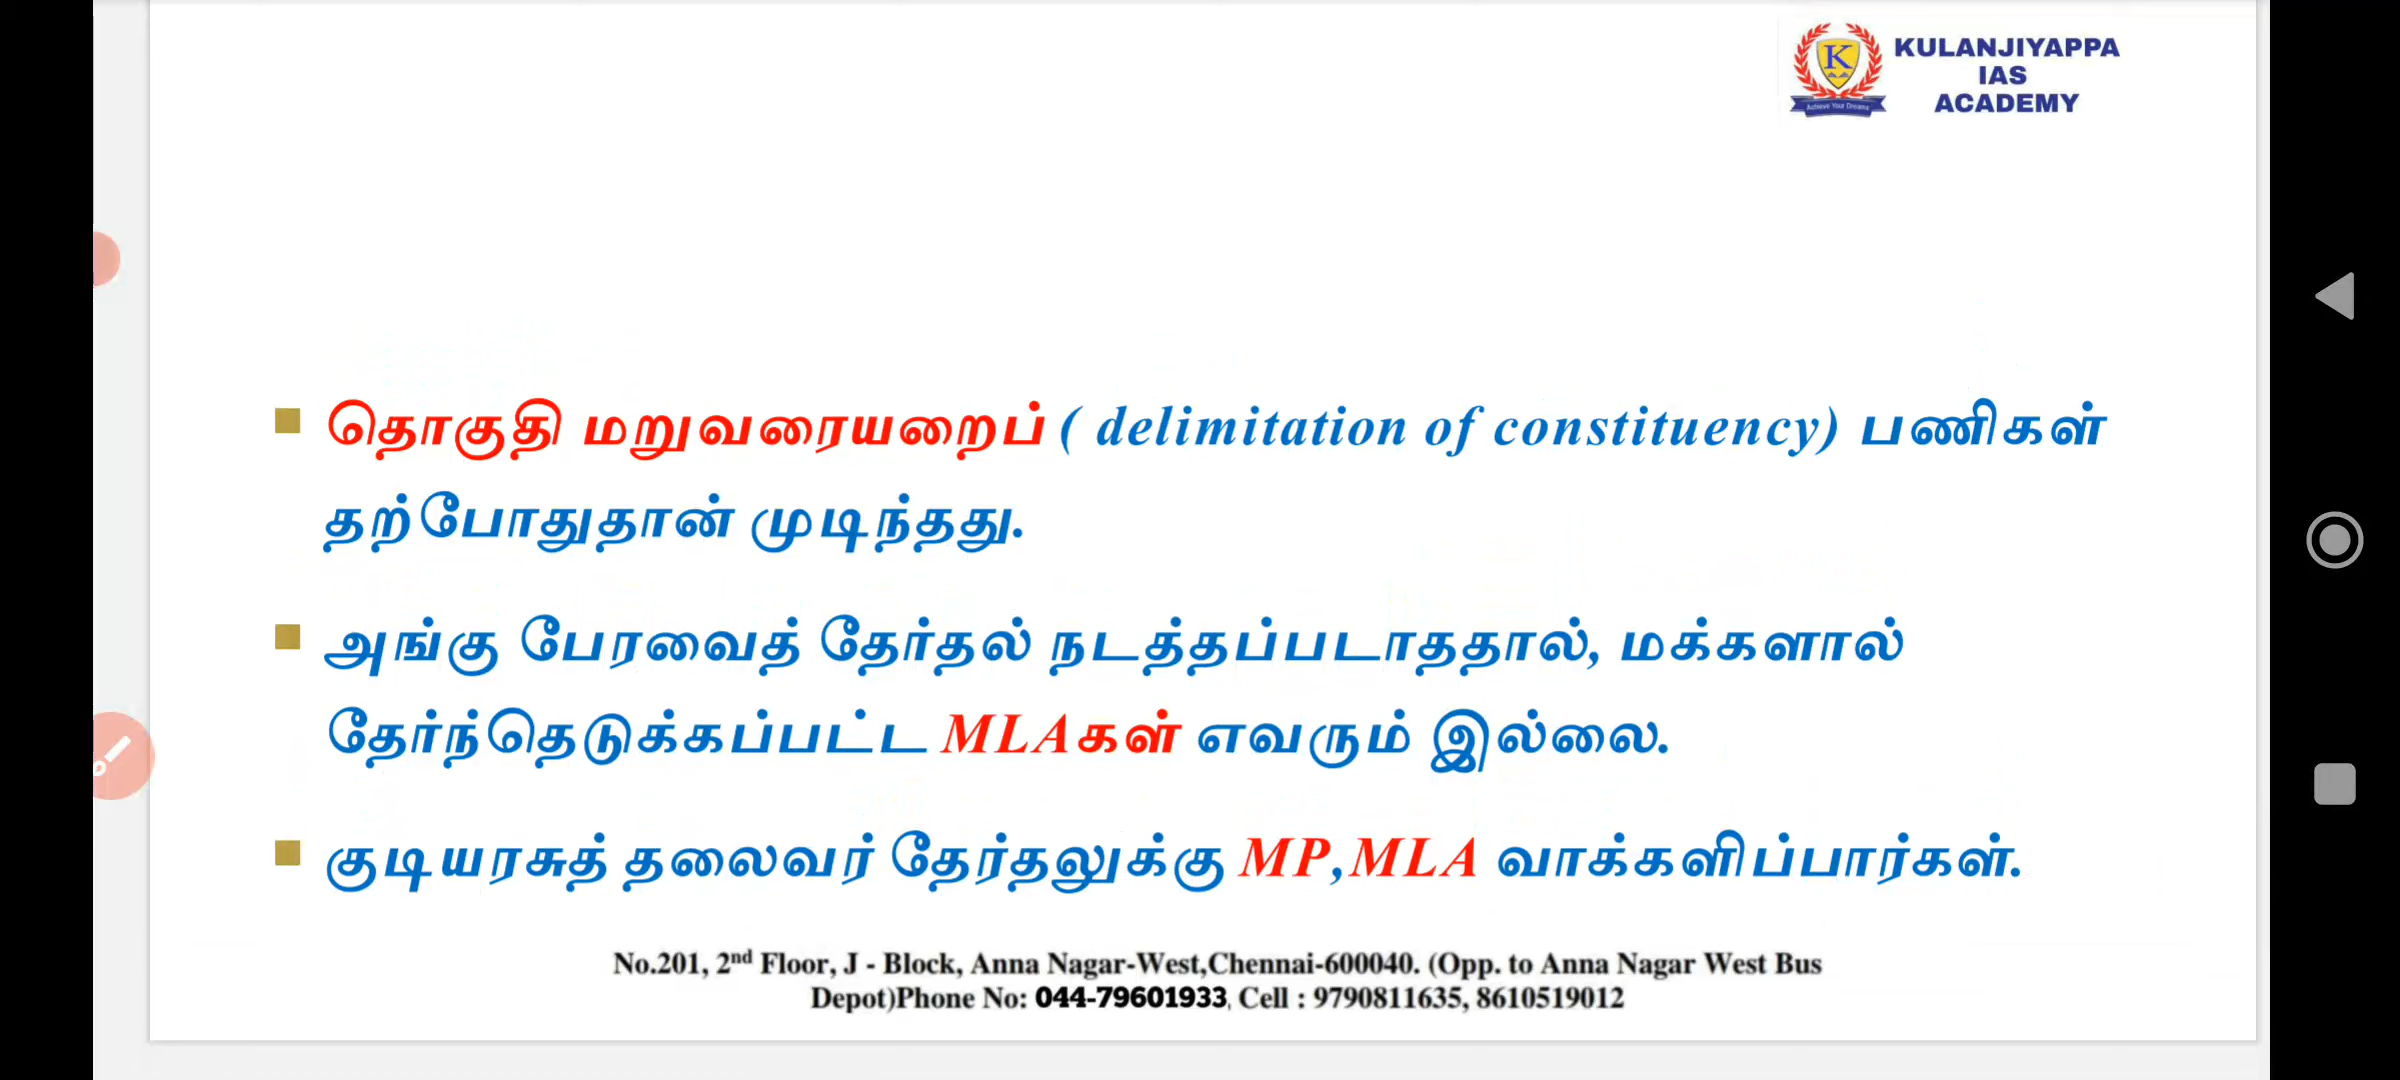 KULANJIYAPPA
IAS
ACADEMY
K
Achieve Your Dreams
தொகுதி மறுவரையறைப் ( delimitation of constituency) பணிகள்
தற்போதுதான் முடிந்தது.
அங்கு பேரவைத் தேர்தல் நடத்தப்படாததால், மக்களால்
தேர்ந்தெடுக்கப்பட்ட MLAகள் எவரும் இல்லை.
குடியரசுத் தலைவர் தேர்தலுக்கு MP,MLA வாக்களிப்பார்கள்.
No.201, 2nd Floor, J - Block, Anna Nagar-West,Chennai-600040. (Opp. to Anna Nagar West Bus
Depot)Phone No: 044-79601933, Cell : 9790811635, 8610519012